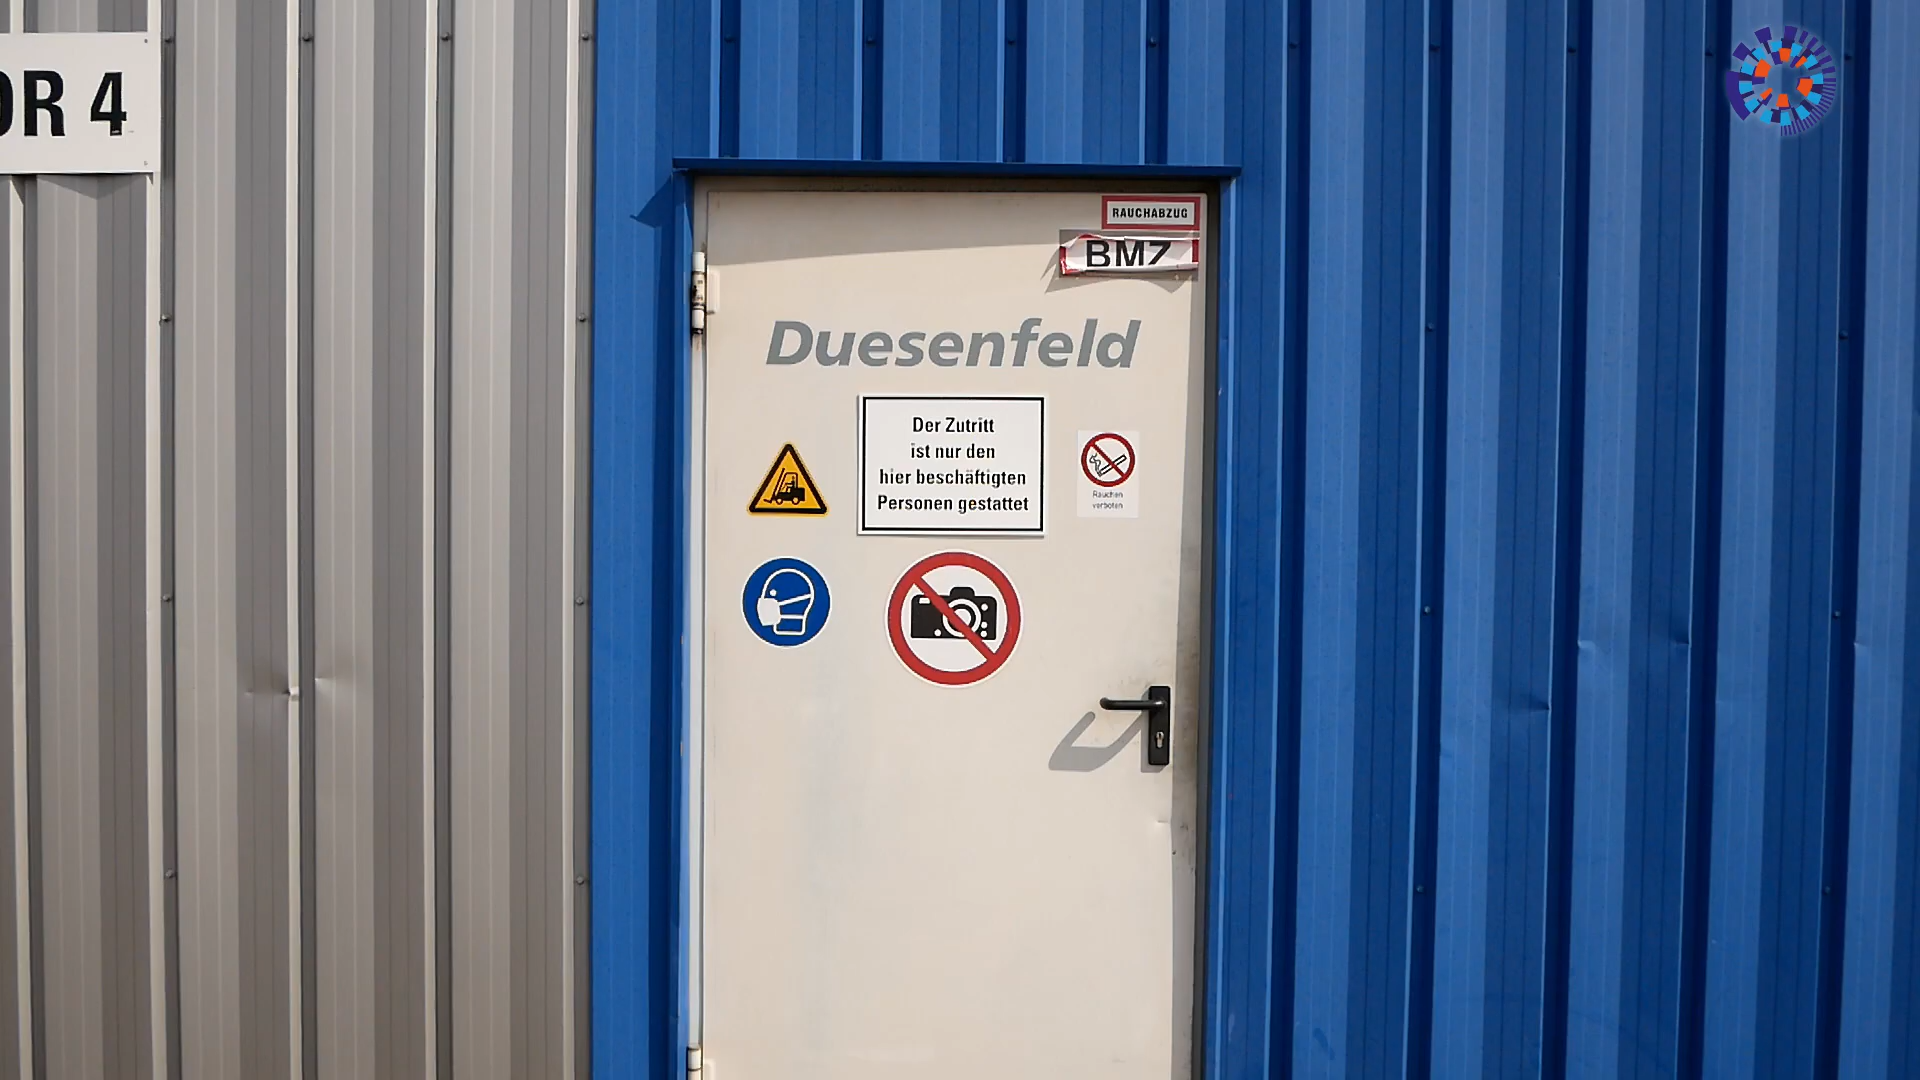 OR 4
RAUCHABZUG
BMZ
Duesenfeld
Der Zutritt
ist nur den
hier beschäftigten
Personen gestattet
Rauchen
verboten